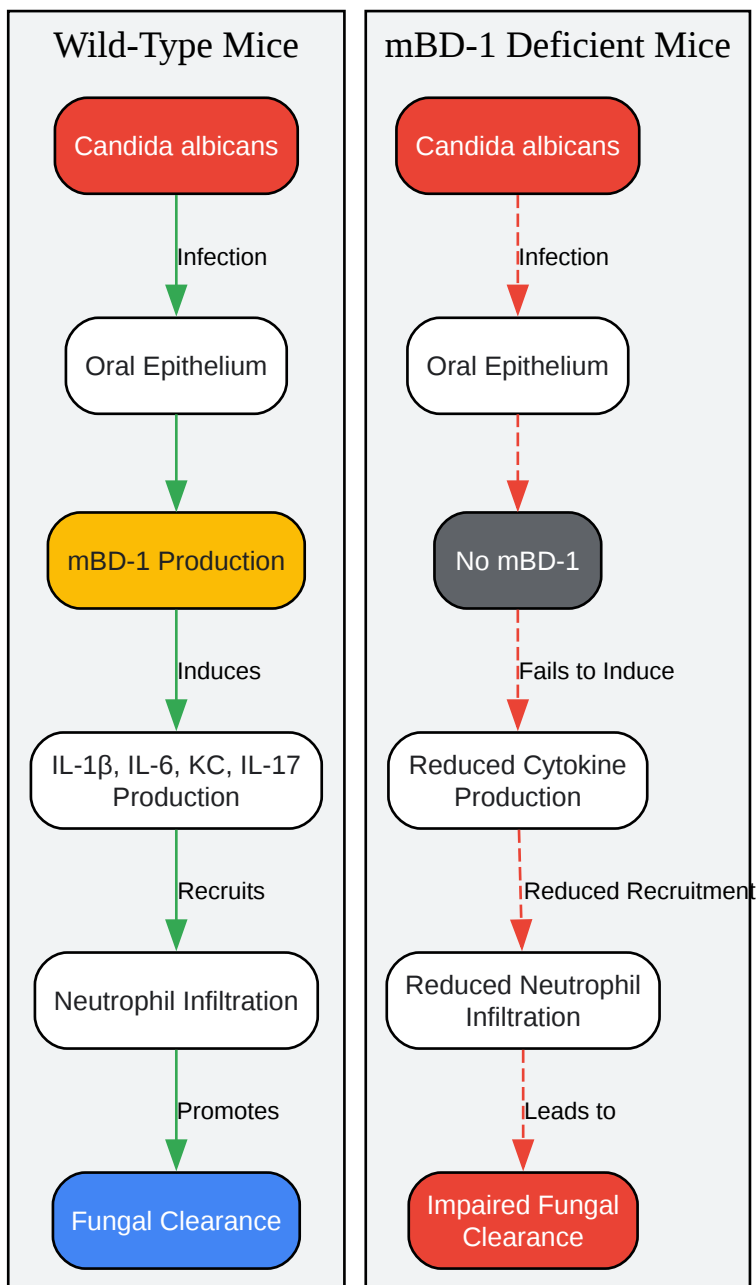 Wild-Type Mice
Candida albicans
Infection
Oral Epithelium
mBD-1 Production
Induces
IL-1β, IL-6, KC, IL-17
Production
Recruits
Neutrophil Infiltration
Promotes
Fungal Clearance
mBD-1 Deficient Mice
Candida albicans
Infection
Oral Epithelium
No mBD-1
Fails to Induce
Reduced Cytokine
Production
Reduced Recruitment
Reduced Neutrophil
Infiltration
Leads to
Impaired Fungal
Clearance